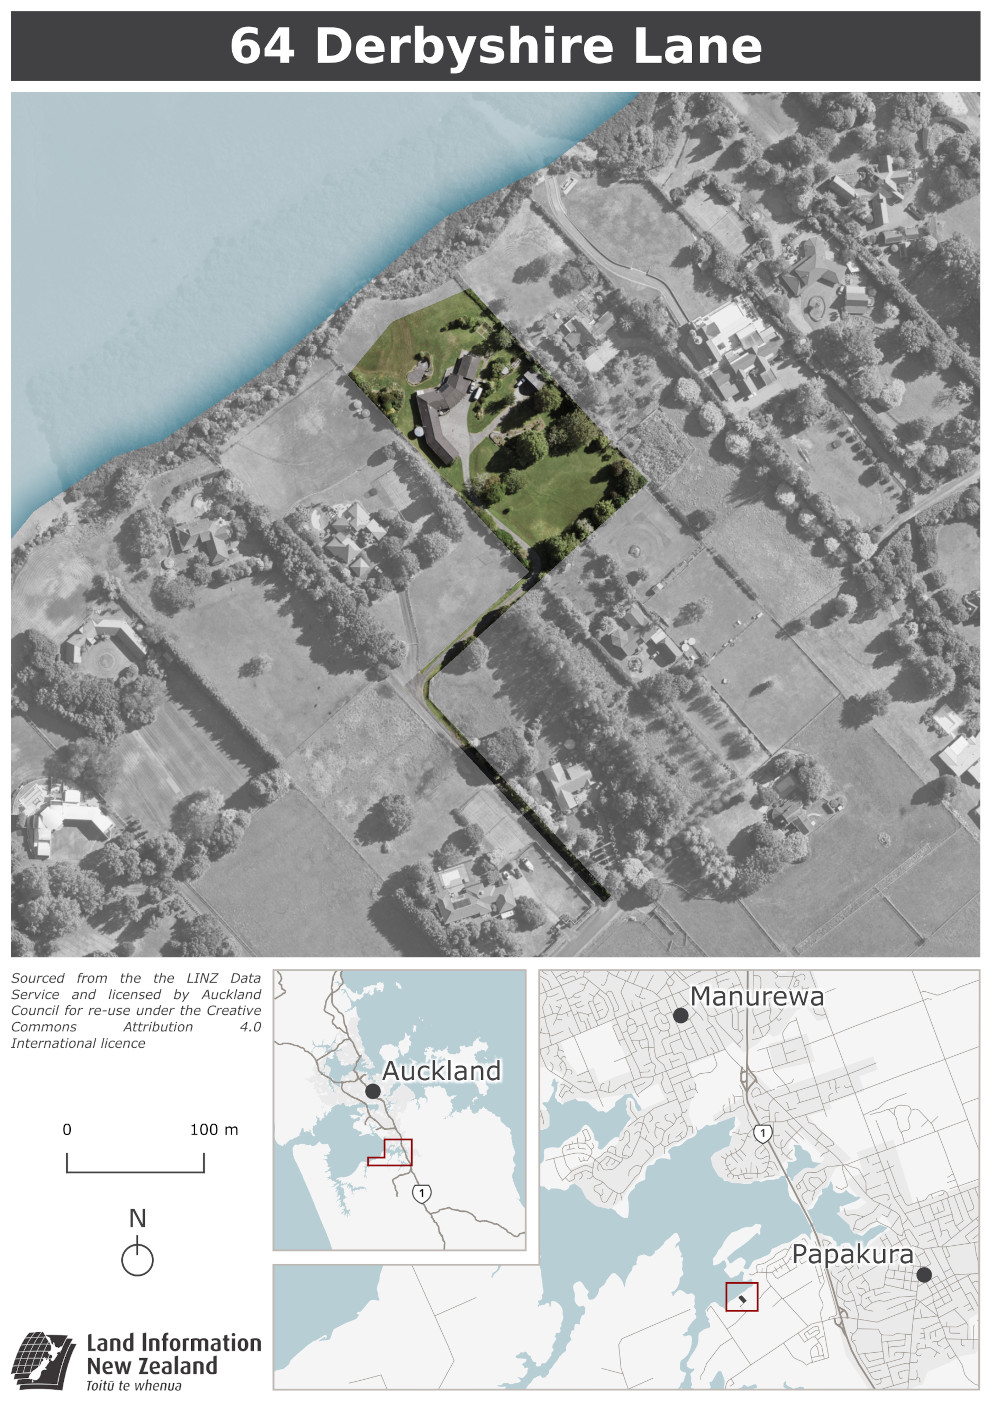 64 Derbyshire Lane
Sourced from the the LINZ Data
Service and licensed by Auckland
Council for re-use under the Creative
Commons Attribution 4.0
International licence
0 100 m
N
Land Information
New Zealand
Toitū te whenua
Auckland
1
Manurewa
1
Papakura